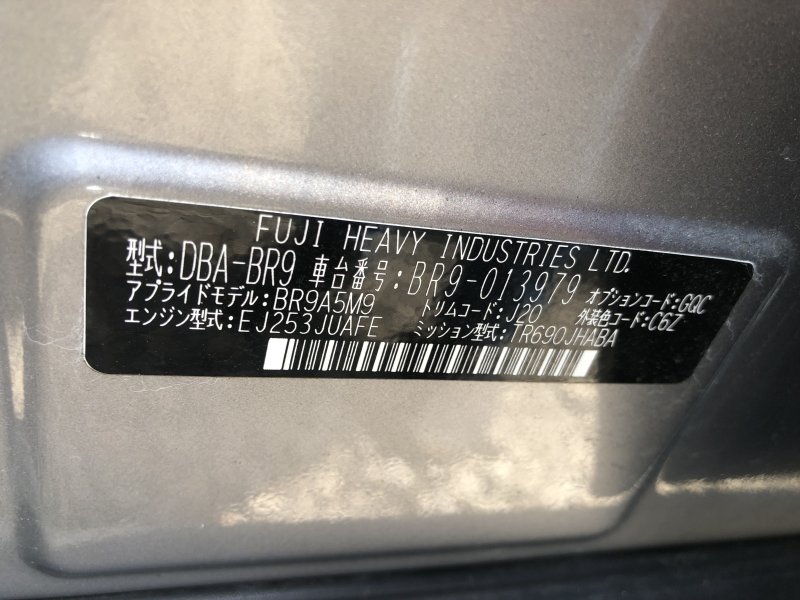 FUJI HEAVY INDUSTRIES LTD.
型式:DBA-BR9 車台番号:BR9-013979 オプションコード:GQC
アプライドモデル:BR9A5M9 トリムコード:J20 外装色コード:C6Z
エンジン型式:EJ253JUAFE ミッション型式:TR690JHABA